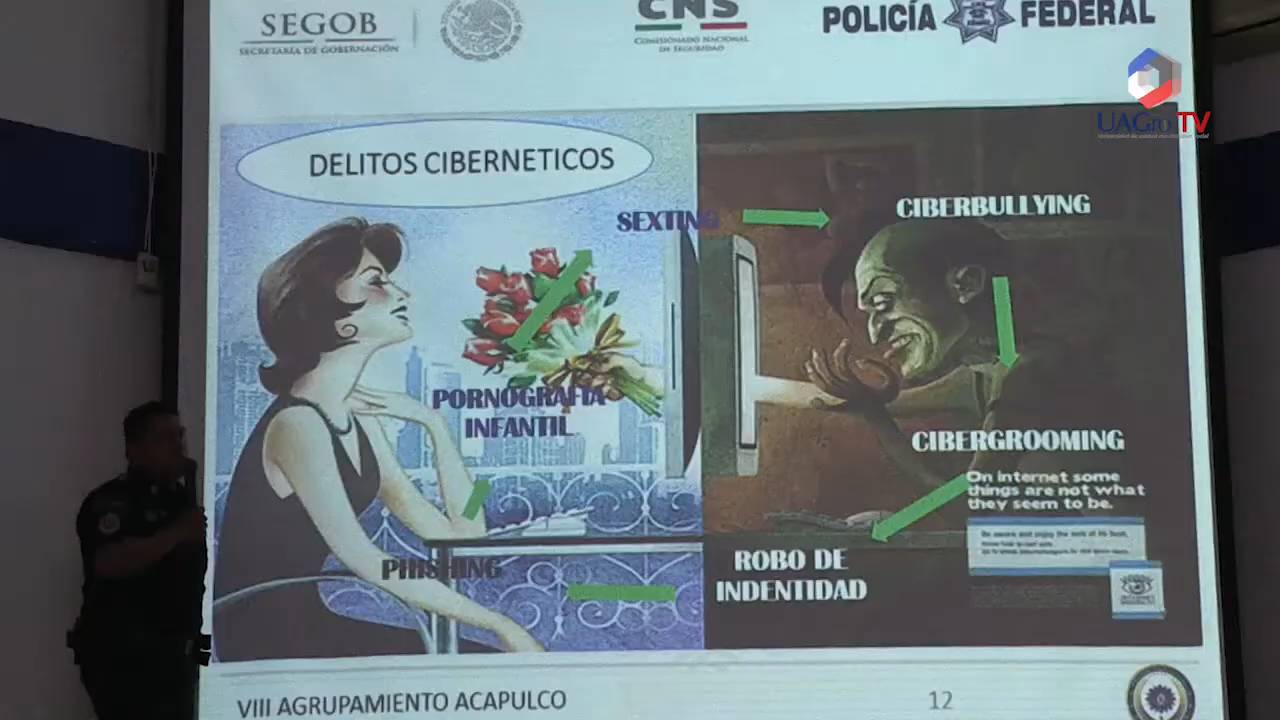 SEGOB
SECRETARÍA DE GOBERNACIÓN
CNS
COMISIONADO NACIONAL
DE SEGURIDAD
POLICÍA FEDERAL
UAGro TV
DELITOS CIBERNETICOS
SEXTING
CIBERBULLYING
PORNOGRAFIA
INFANTIL
CIBERGROOMING
On internet some
things are not what
they seem to be.
PHISHING
ROBO DE
INDENTIDAD
VIII AGRUPAMIENTO ACAPULCO
12